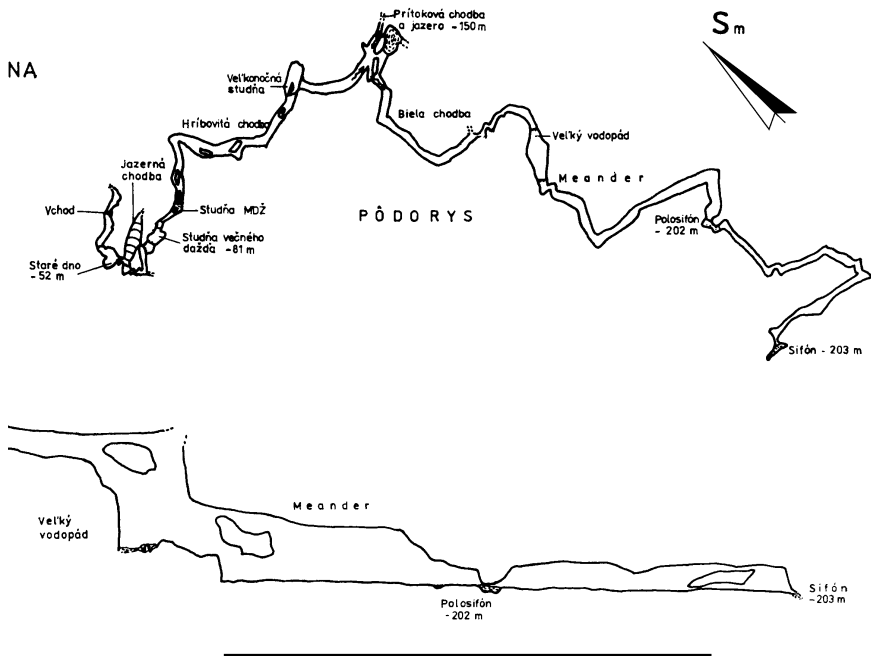 Prítoková chodba
a jazero -150 m
Sm
NA
Veľkonočná
studňa
Hríbovitá chodba
Biela chodba
Veľký vodopád
Jazerná
chodba
Meander
Vchod
Studňa MDŽ
PÔDORYS
Polosifón
-202 m
Studňa večného
dažďa -81 m
Staré dno
-52 m
Sifón - 203 m
Meander
Veľký
vodopád
Polosifón
-202 m
Sifón
-203 m